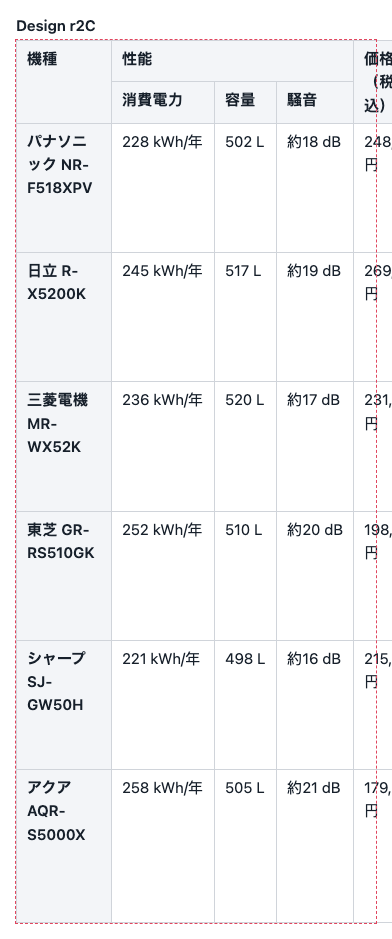 Design r2C
機種 性能 価格
（税
消費電力 容量 騒音 込）
パナソニ 228 kWh/年 502 L 約18 dB 248,
ック NR- 円
F518XPV
日立 R- 245 kWh/年 517 L 約19 dB 269,
X5200K 円
三菱電機 236 kWh/年 520 L 約17 dB 231,
MR- 円
WX52K
東芝 GR- 252 kWh/年 510 L 約20 dB 198,
RS510GK 円
シャープ 221 kWh/年 498 L 約16 dB 215,
SJ- 円
GW50H
アクア 258 kWh/年 505 L 約21 dB 179,
AQR- 円
S5000X